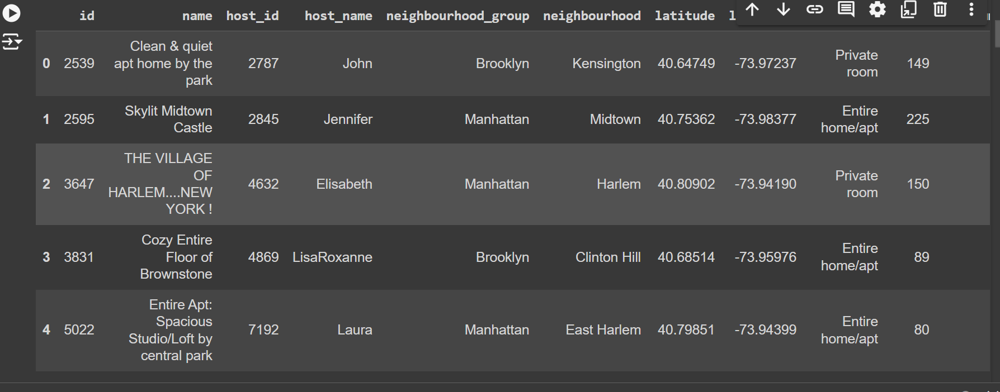 id name host_id host_name neighbourhood_group neighbourhood latitude
0 2539 Clean & quiet apt home by the park 2787 John Brooklyn Kensington 40.64749 -73.97237 Private room 149
1 2595 Skylit Midtown Castle 2845 Jennifer Manhattan Midtown 40.75362 -73.98377 Entire home/apt 225
2 3647 THE VILLAGE OF HARLEM....NEW YORK ! 4632 Elisabeth Manhattan Harlem 40.80902 -73.94190 Private room 150
3 3831 Cozy Entire Floor of Brownstone 4869 LisaRoxanne Brooklyn Clinton Hill 40.68514 -73.95976 Entire home/apt 89
4 5022 Entire Apt: Spacious Studio/Loft by central park 7192 Laura Manhattan East Harlem 40.79851 -73.94399 Entire home/apt 80